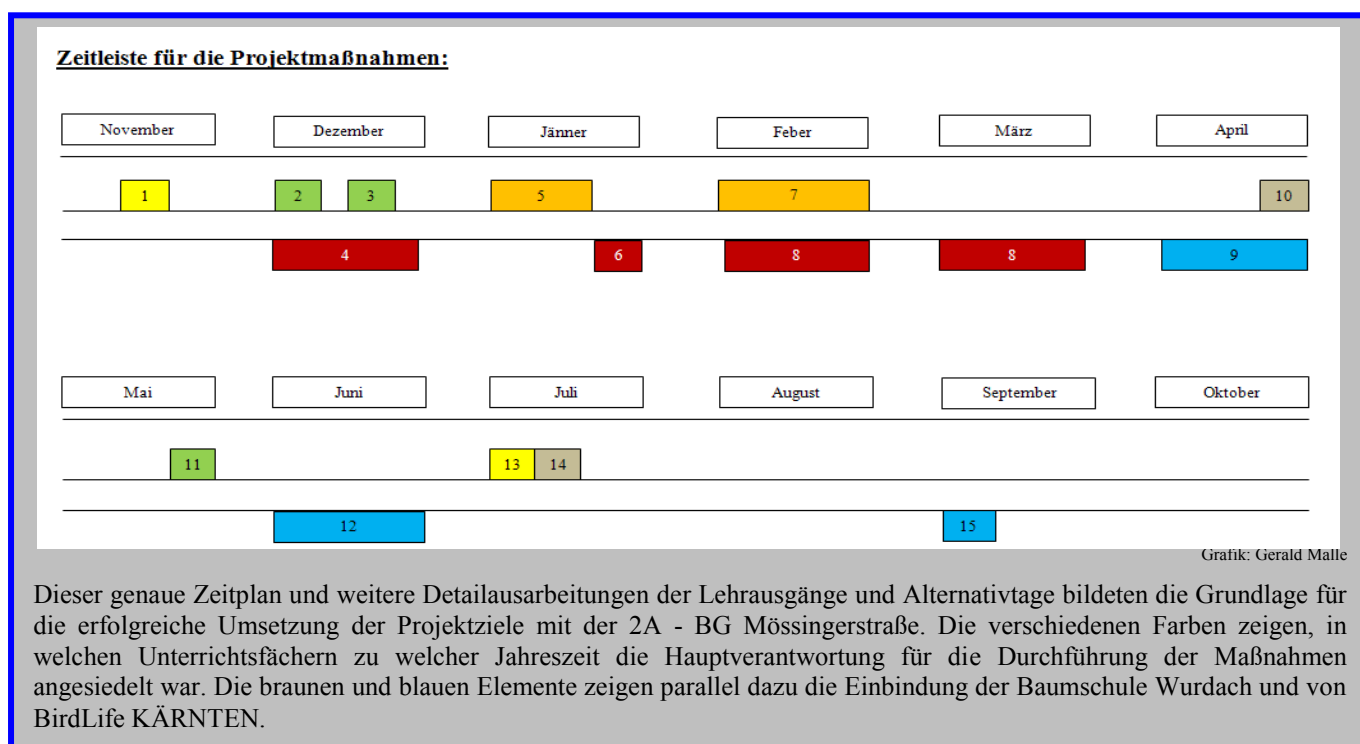 Zeitleiste für die Projektmaßnahmen:
November Dezember Jänner Feber März April
1 2 3 5 7 10
4 6 8 8 9
Mai Juni Juli August September Oktober
11 13 14
12 15
Grafik: Gerald Malle
Dieser genaue Zeitplan und weitere Detailausarbeitungen der Lehrausgänge und Alternativtage bildeten die Grundlage für
die erfolgreiche Umsetzung der Projektziele mit der 2A - BG Mössingerstraße. Die verschiedenen Farben zeigen, in
welchen Unterrichtsfächern zu welcher Jahreszeit die Hauptverantwortung für die Durchführung der Maßnahmen
angesiedelt war. Die braunen und blauen Elemente zeigen parallel dazu die Einbindung der Baumschule Wurdach und von
BirdLife KÄRNTEN.